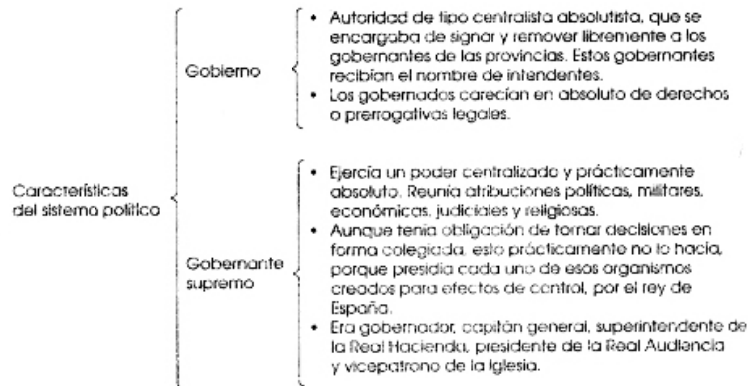 • Autoridad de tipo centralista absolutista, que se
encargaba de signar y remover libremente a los
gobernantes de las provincias. Estos gobernantes
recibían el nombre de intendentes.
• Los gobernados carecían en absoluto de derechos
o prerrogativas legales.
Gobierno
Características
del sistema político
• Ejercía un poder centralizado y prácticamente
absoluto. Reunía atribuciones políticas, militares,
económicas, judiciales y religiosas.
• Aunque tenía obligación de tomar decisiones en
forma colegiada, esto prácticamente no lo hacía,
porque presidía cada uno de esos organismos
creados para efectos de control, por el rey de
España.
• Era gobernador, capitán general, superintendente de
la Real Hacienda, presidente de la Real Audiencia
y vicepatrono de la Iglesia.
Gobernante
supremo